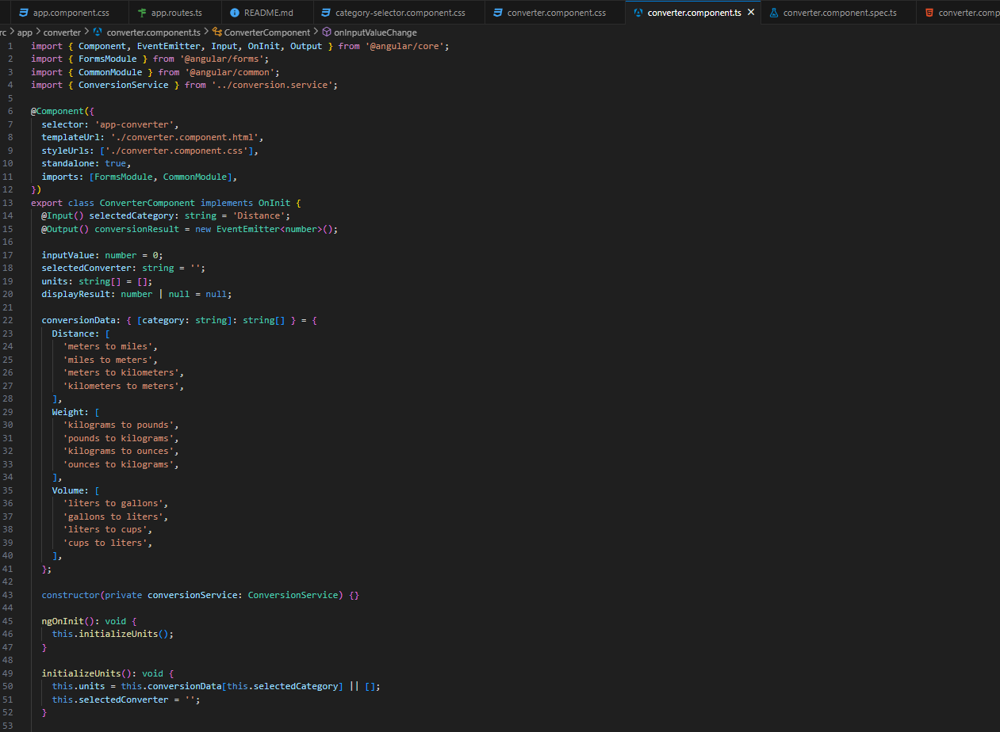 app.component.css app.routes.ts README.md category-selector.component.css converter.component.css converter.component.ts converter.component.spec.ts converter.comp
rc > app > converter > converter.component.ts > ConverterComponent > onInputValueChange
1 import { Component, EventEmitter, Input, OnInit, Output } from '@angular/core';
2 import { FormsModule } from '@angular/forms';
3 import { CommonModule } from '@angular/common';
4 import { ConversionService } from '../conversion.service';
5
6 @Component({
7   selector: 'app-converter',
8   templateUrl: './converter.component.html',
9   styleUrls: ['./converter.component.css'],
10   standalone: true,
11   imports: [FormsModule, CommonModule],
12 })
13 export class ConverterComponent implements OnInit {
14   @Input() selectedCategory: string = 'Distance';
15   @Output() conversionResult = new EventEmitter<number>();
16
17   inputValue: number = 0;
18   selectedConverter: string = '';
19   units: string[] = [];
20   displayResult: number | null = null;
21
22   conversionData: { [category: string]: string[] } = {
23     Distance: [
24       'meters to miles',
25       'miles to meters',
26       'meters to kilometers',
27       'kilometers to meters',
28     ],
29     Weight: [
30       'kilograms to pounds',
31       'pounds to kilograms',
32       'kilograms to ounces',
33       'ounces to kilograms',
34     ],
35     Volume: [
36       'liters to gallons',
37       'gallons to liters',
38       'liters to cups',
39       'cups to liters',
40     ],
41   };
42
43   constructor(private conversionService: ConversionService) {}
44
45   ngOnInit(): void {
46     this.initializeUnits();
47   }
48
49   initializeUnits(): void {
50     this.units = this.conversionData[this.selectedCategory] || [];
51     this.selectedConverter = '';
52   }
53